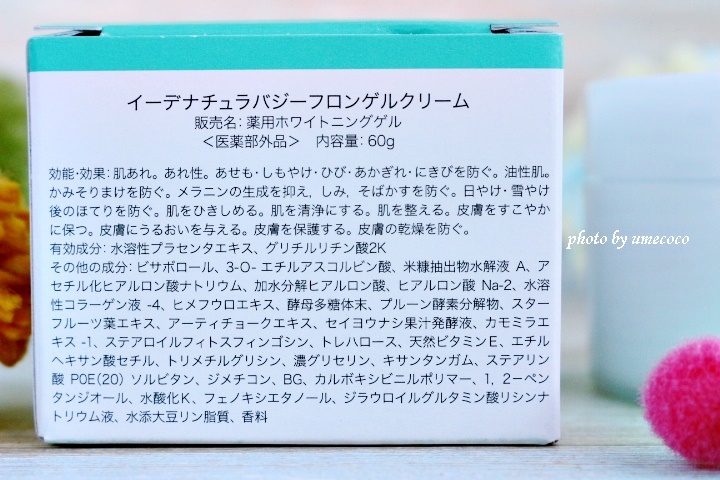 イーデナチュラバジーフロンゲルクリーム
販売名：薬用ホワイトニングゲル
＜医薬部外品＞　内容量：60g
効能・効果：肌あれ。あれ性。あせも・しもやけ・ひび・あかぎれ・にきびを防ぐ。油性肌。
かみそりまけを防ぐ。メラニンの生成を抑え，しみ，そばかすを防ぐ。日やけ・雪やけ
後のほてりを防ぐ。肌をひきしめる。肌を清浄にする。肌を整える。皮膚をすこやか
に保つ。皮膚にうるおいを与える。皮膚を保護する。皮膚の乾燥を防ぐ。
有効成分：水溶性プラセンタエキス、グリチルリチン酸2K
その他の成分：ビサボロール、3-O-エチルアスコルビン酸、米糠抽出物水解液 A、ア
セチル化ヒアルロン酸ナトリウム、加水分解ヒアルロン酸、ヒアルロン酸 Na-2、水溶
性コラーゲン液 -4、ヒメフウロエキス、酵母多糖体末、プルーン酵素分解物、スター
フルーツ葉エキス、アーティチョークエキス、セイヨウナシ果汁発酵液、カモミラエ
キス -1、ステアロイルフィトスフィンゴシン、トレハロース、天然ビタミンE、エチル
ヘキサン酸セチル、トリメチルグリシン、濃グリセリン、キサンタンガム、ステアリン
酸 POE(20) ソルビタン、ジメチコン、BG、カルボキシビニルポリマー、1，2－ペン
タンジオール、水酸化K、フェノキシエタノール、ジラウロイルグルタミン酸リシンナ
トリウム液、水添大豆リン脂質、香料
photo by umecoco